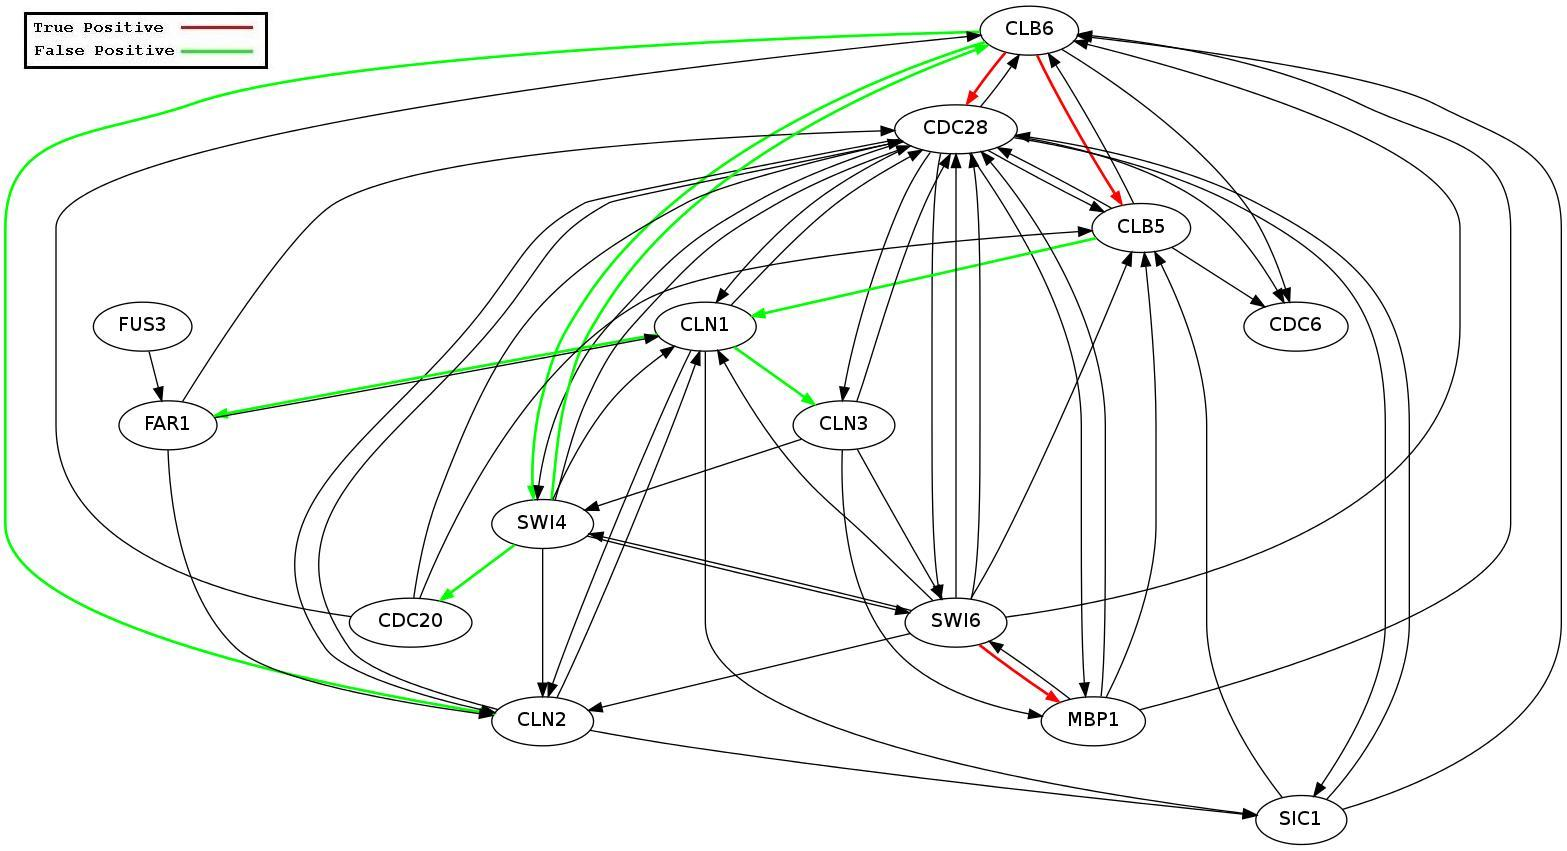 True Positive
False Positive
CLB6
CDC28
CLB5
FUS3
CLN1
CDC6
FAR1
CLN3
SWI4
CDC20
SWI6
CLN2
MBP1
SIC1